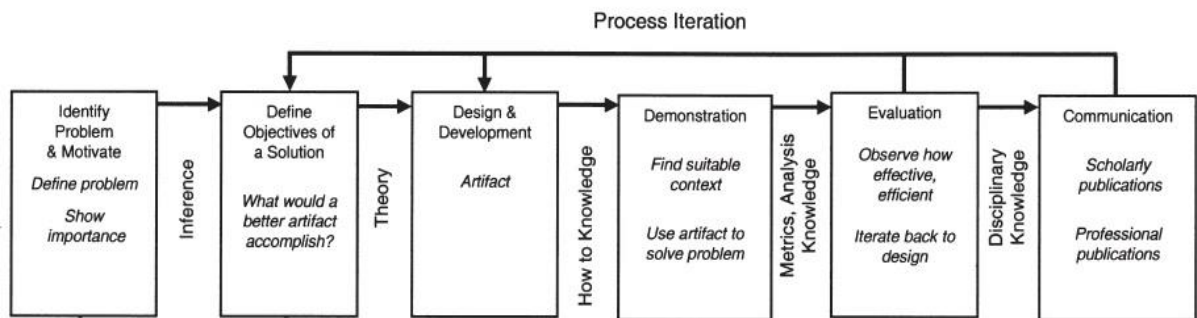 Process Iteration
Identify
Problem
& Motivate
Define problem
Show
importance
Inference
Define
Objectives of
a Solution
What would a
better artifact
accomplish?
Theory
Design &
Development
Artifact
How to Knowledge
Demonstration
Find suitable
context
Use artifact to
solve problem
Metrics, Analysis
Knowledge
Evaluation
Observe how
effective,
efficient
Iterate back to
design
Disciplinary
Knowledge
Communication
Scholarly
publications
Professional
publications